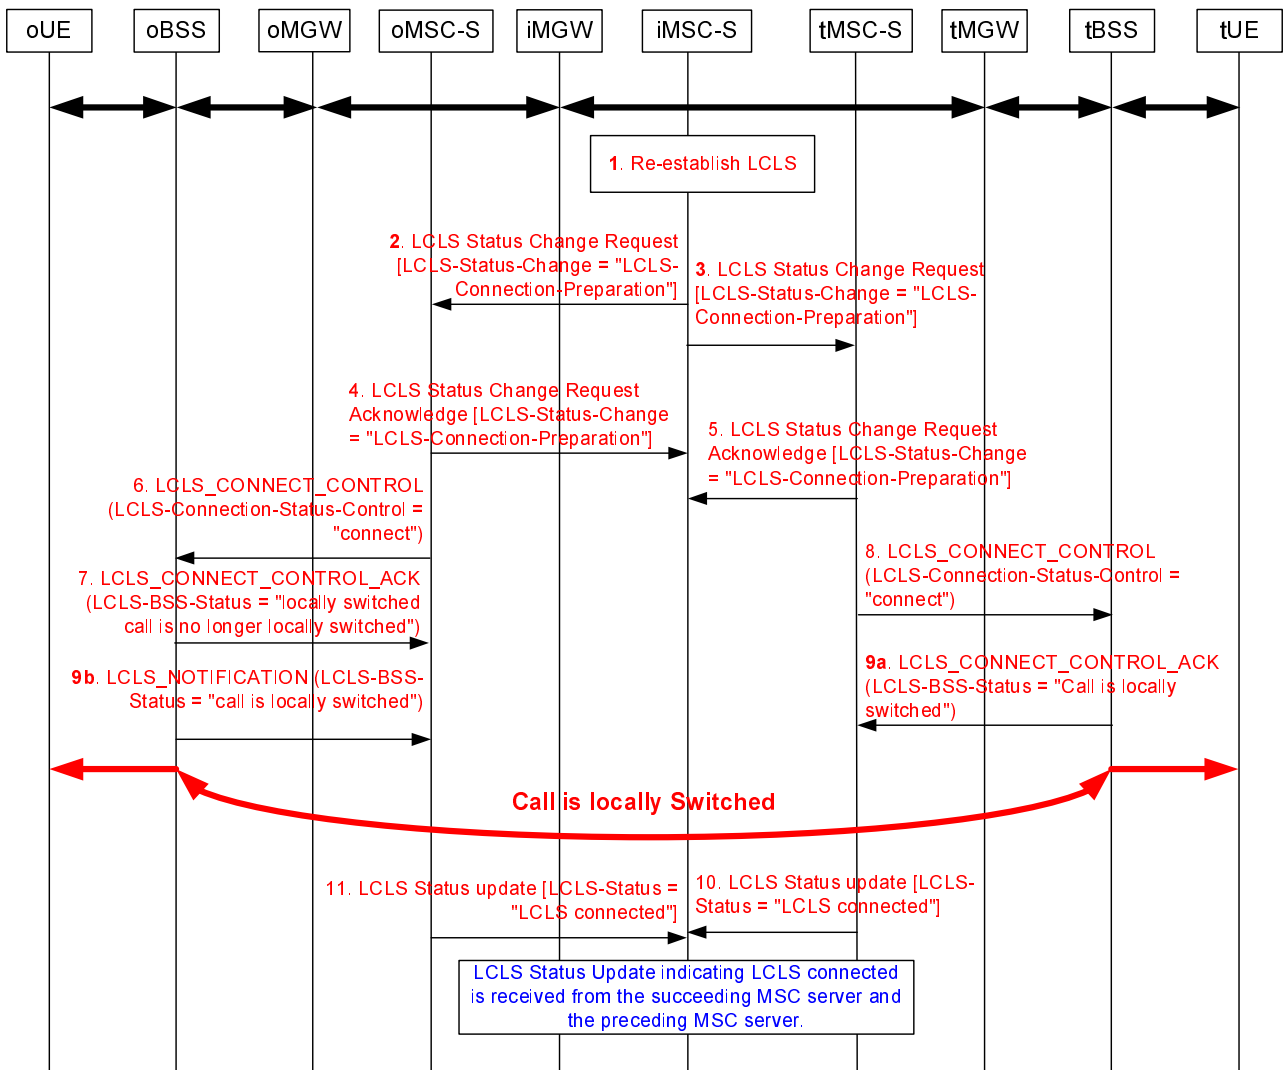 oUE oBSS oMGW oMSC-S iMGW iMSC-S tMSC-S tMGW tBSS tUE
1. Re-establish LCLS
2. LCLS Status Change Request
[LCLS-Status-Change = "LCLS-
Connection-Preparation"]
3. LCLS Status Change Request
[LCLS-Status-Change = "LCLS-
Connection-Preparation"]
4. LCLS Status Change Request
Acknowledge [LCLS-Status-Change
= "LCLS-Connection-Preparation"]
5. LCLS Status Change Request
Acknowledge [LCLS-Status-Change
= "LCLS-Connection-Preparation"]
6. LCLS_CONNECT_CONTROL
(LCLS-Connection-Status-Control =
"connect")
7. LCLS_CONNECT_CONTROL_ACK
(LCLS-BSS-Status = "locally switched
call is no longer locally switched")
8. LCLS_CONNECT_CONTROL
(LCLS-Connection-Status-Control =
"connect")
9a. LCLS_CONNECT_CONTROL_ACK
(LCLS-BSS-Status = "Call is locally
switched")
9b. LCLS_NOTIFICATION (LCLS-BSS-
Status = "call is locally switched")
Call is locally Switched
11. LCLS Status update [LCLS-Status =
"LCLS connected"]
10. LCLS Status update [LCLS-
Status = "LCLS connected"]
LCLS Status Update indicating LCLS connected
is received from the succeeding MSC server and
the preceding MSC server.